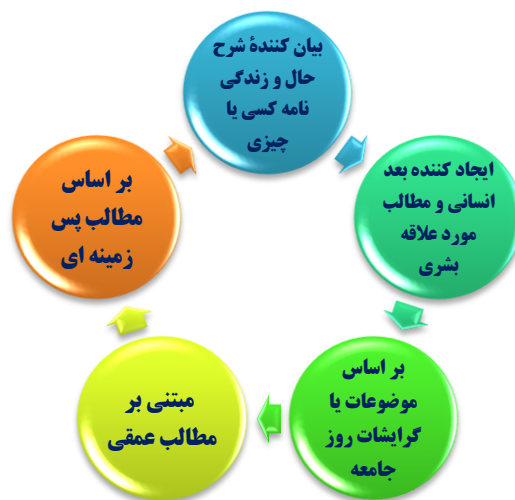 بیان کنندهٔ شرح
حال و زندگی
نامه کسی یا
چیزی
ایجاد کننده بعد
انسانی و مطالب
مورد علاقه
بشری
بر اساس
موضوعات یا
گرایشات روز
جامعه
مبتنی بر
مطالب عمقی
بر اساس
مطالب پس
زمینه ای